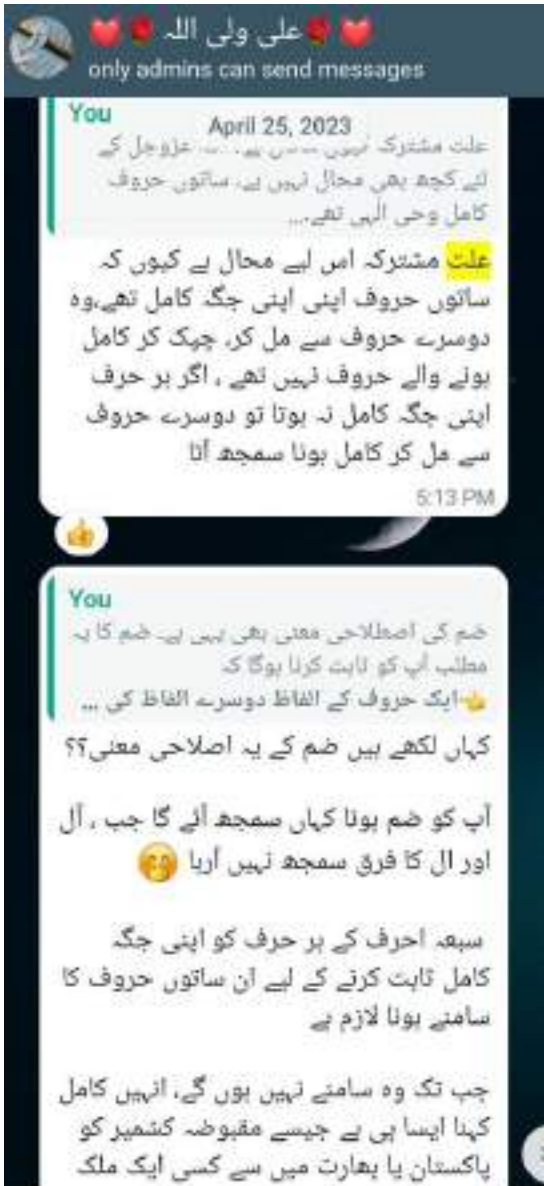 ❤️🌹علی ولی اللہ🌹❤️
only admins can send messages
You
April 25, 2023
علت مشترکہ عزوجل کے
لئے کچھ بھی محال نہیں ہے، ساتوں حروف
کامل وحی الٰہی تھے،...
علت مشترکہ اس لیے محال ہے کیوں کہ
ساتوں حروف اپنی اپنی جگہ کامل تھے،وہ
دوسرے حروف سے مل کر، چپک کر کامل
ہونے والے حروف نہیں تھے ، اگر ہر حرف
اپنی جگہ کامل نہ ہوتا تو دوسرے حروف
سے مل کر کامل ہونا سمجھ آتا
5:13 PM
👍
You
ضم کی اصطلاحی معنی بھی یہی ہے۔ ضم کا یہ
مطلب آپ کو ثابت کرنا ہوگا کہ
👈ایک حروف کے الفاظ دوسرے الفاظ کی ...
کہاں لکھے ہیں ضم کے یہ اصلاحی معنی؟؟
آپ کو ضم ہونا کہاں سمجھ آئے گا جب ، آل
اور ال کا فرق سمجھ نہیں آرہا 🤭
سبعہ احرف کے ہر حرف کو اپنی جگہ
کامل ثابت کرنے کے لیے ان ساتوں حروف کا
سامنے ہونا لازم ہے
جب تک وہ سامنے نہیں ہوں گے، انہیں کامل
کہنا ایسا ہی ہے جیسے مقبوضہ کشمیر کو
پاکستان یا بھارت میں سے کسی ایک ملک